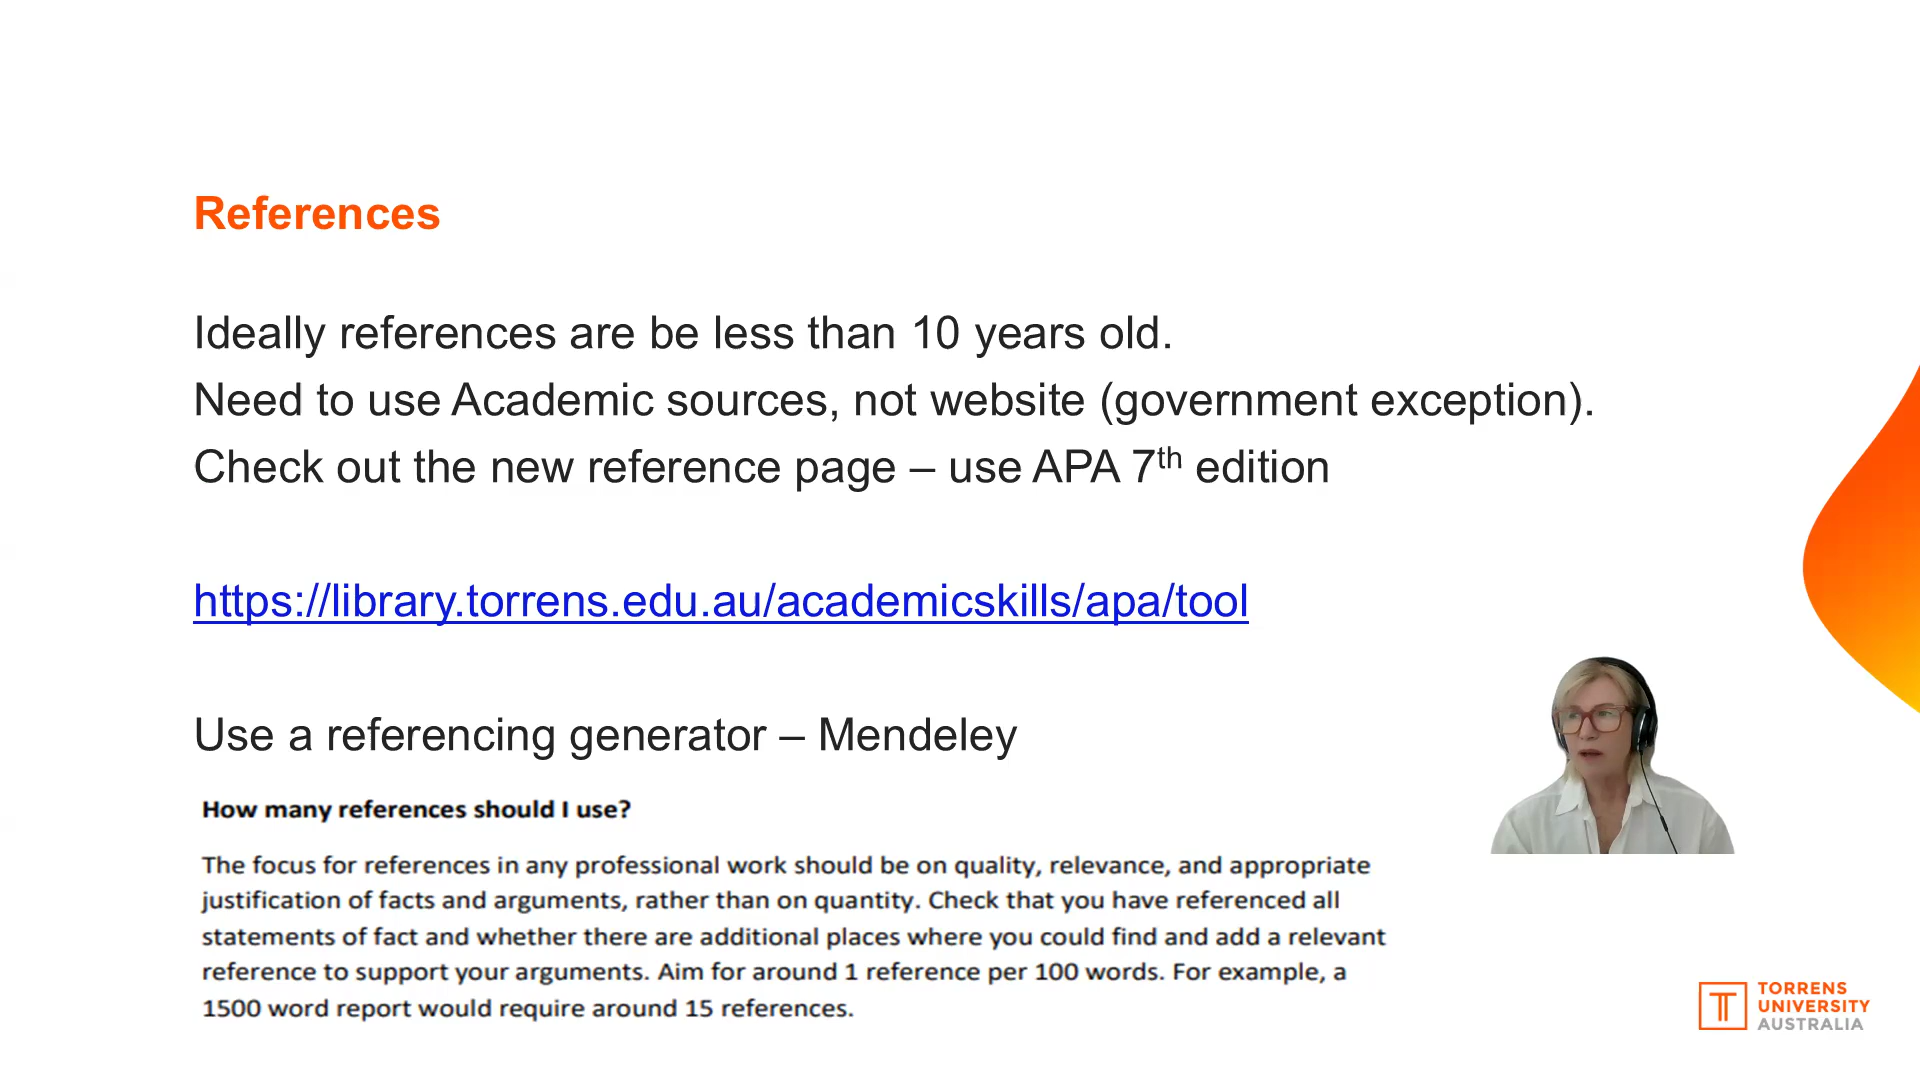 References
Ideally references are be less than 10 years old.
Need to use Academic sources, not website (government exception).
Check out the new reference page – use APA 7th edition
https://library.torrens.edu.au/academicskills/apa/tool
Use a referencing generator – Mendeley
How many references should I use?
The focus for references in any professional work should be on quality, relevance, and appropriate
justification of facts and arguments, rather than on quantity. Check that you have referenced all
statements of fact and whether there are additional places where you could find and add a relevant
reference to support your arguments. Aim for around 1 reference per 100 words. For example, a
1500 word report would require around 15 references.
TORRENS
UNIVERSITY
AUSTRALIA